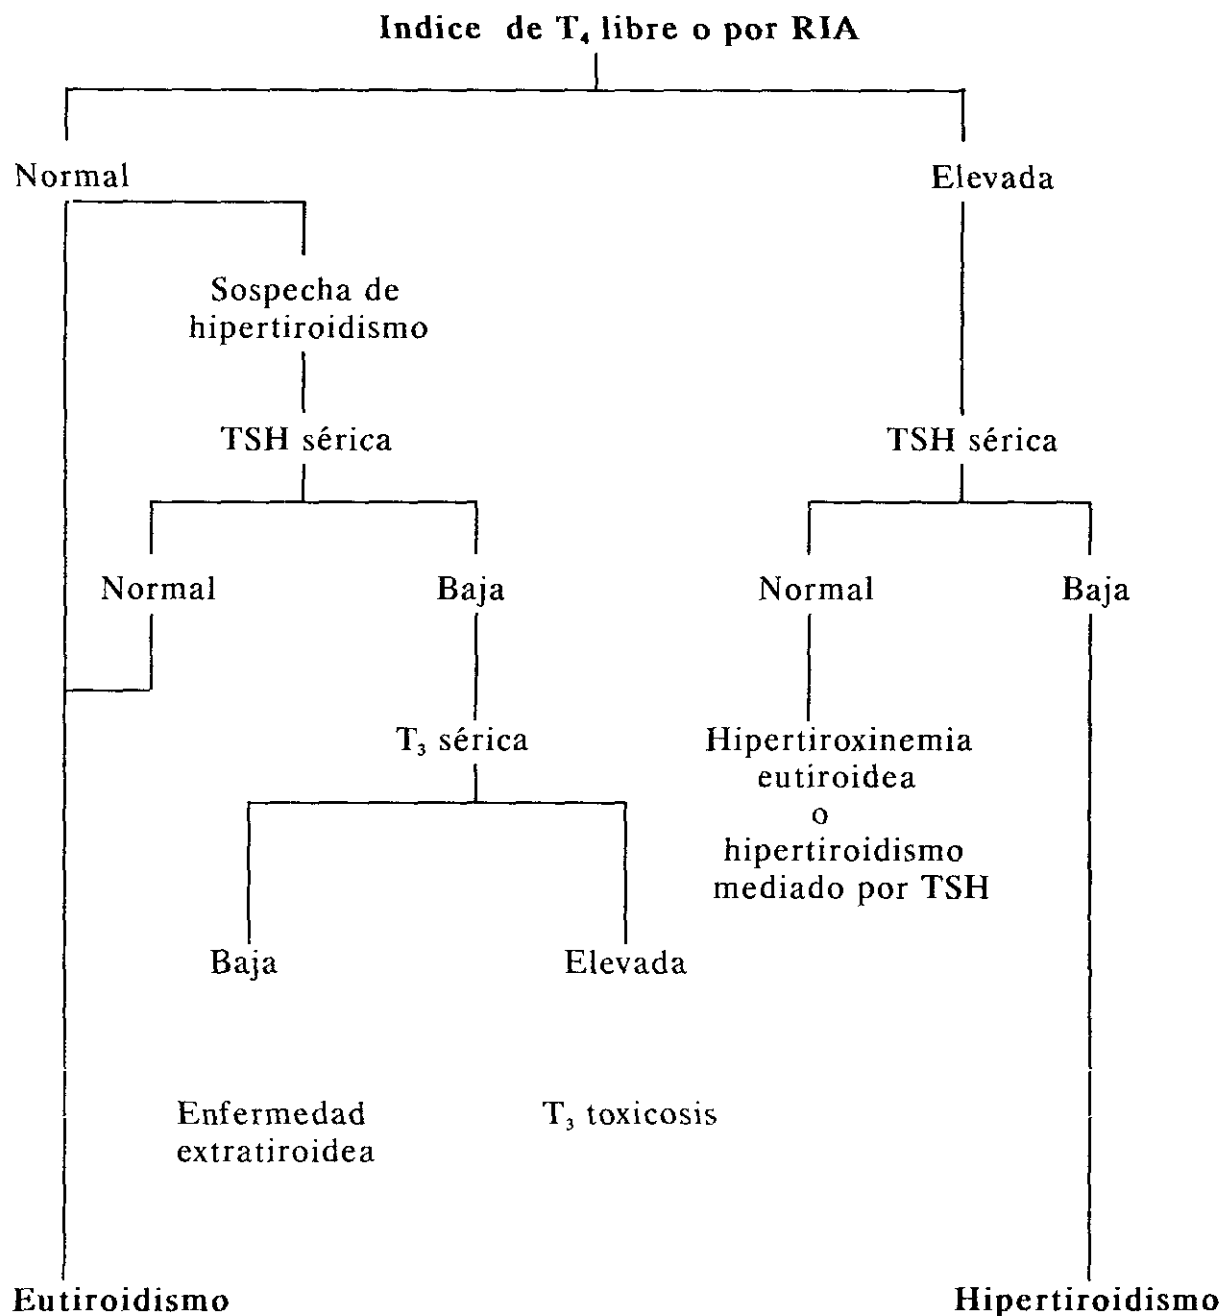 Indice de T₄ libre o por RIA
Normal
Elevada
Sospecha de
hipertiroidismo
TSH sérica
TSH sérica
Normal
Baja
Normal
Baja
T₃ sérica
Hipertiroxinemia
eutiroidea
o
hipertiroidismo
mediado por TSH
Baja
Elevada
Enfermedad
extratiroidea
T₃ toxicosis
Eutiroidismo
Hipertiroidismo